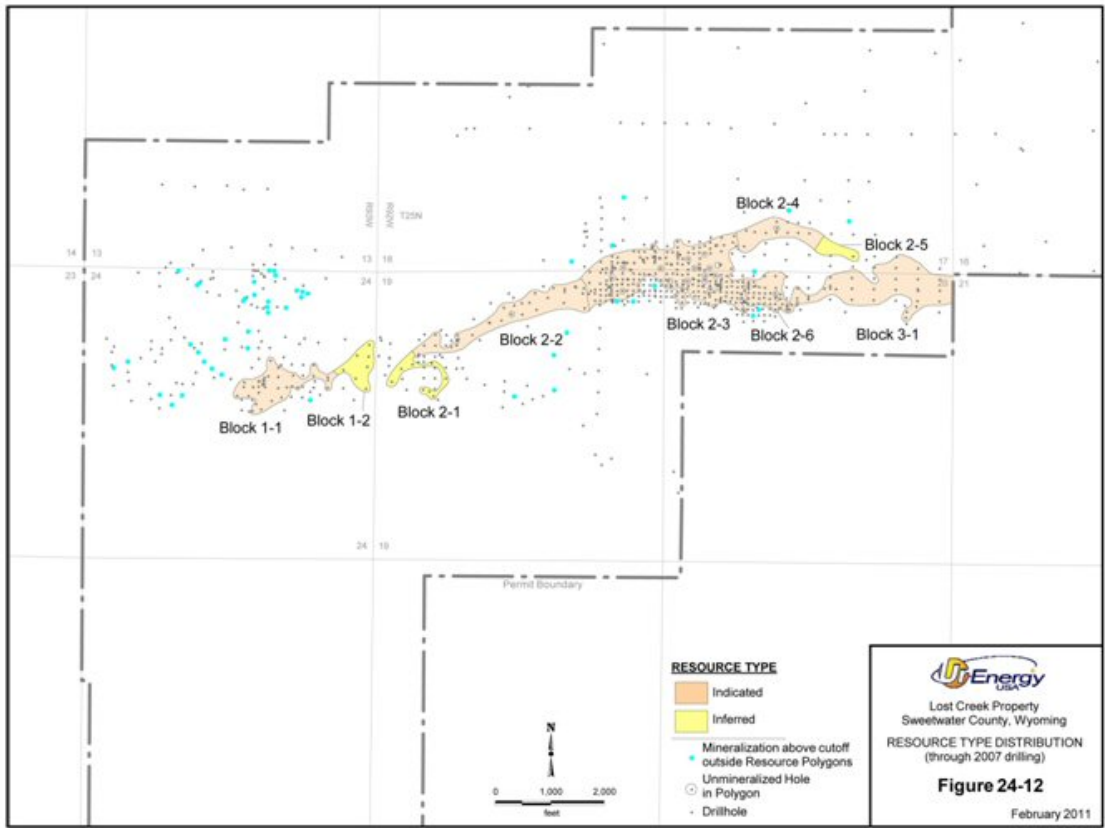 R93W
R92W
T25N
Block 2-4
Block 2-5
14 13
23 24
13 18
24 19
17 16
20 21
Block 2-2
Block 2-3
Block 2-6
Block 3-1
Block 1-1
Block 1-2
Block 2-1
24 19
Permit Boundary
RESOURCE TYPE
Indicated
Inferred
Mineralization above cutoff
outside Resource Polygons
Unmineralized Hole
in Polygon
Drillhole
N
0 1,000 2,000
feet
Ur Energy
USA
Lost Creek Property
Sweetwater County, Wyoming
RESOURCE TYPE DISTRIBUTION
(through 2007 drilling)
Figure 24-12
February 2011